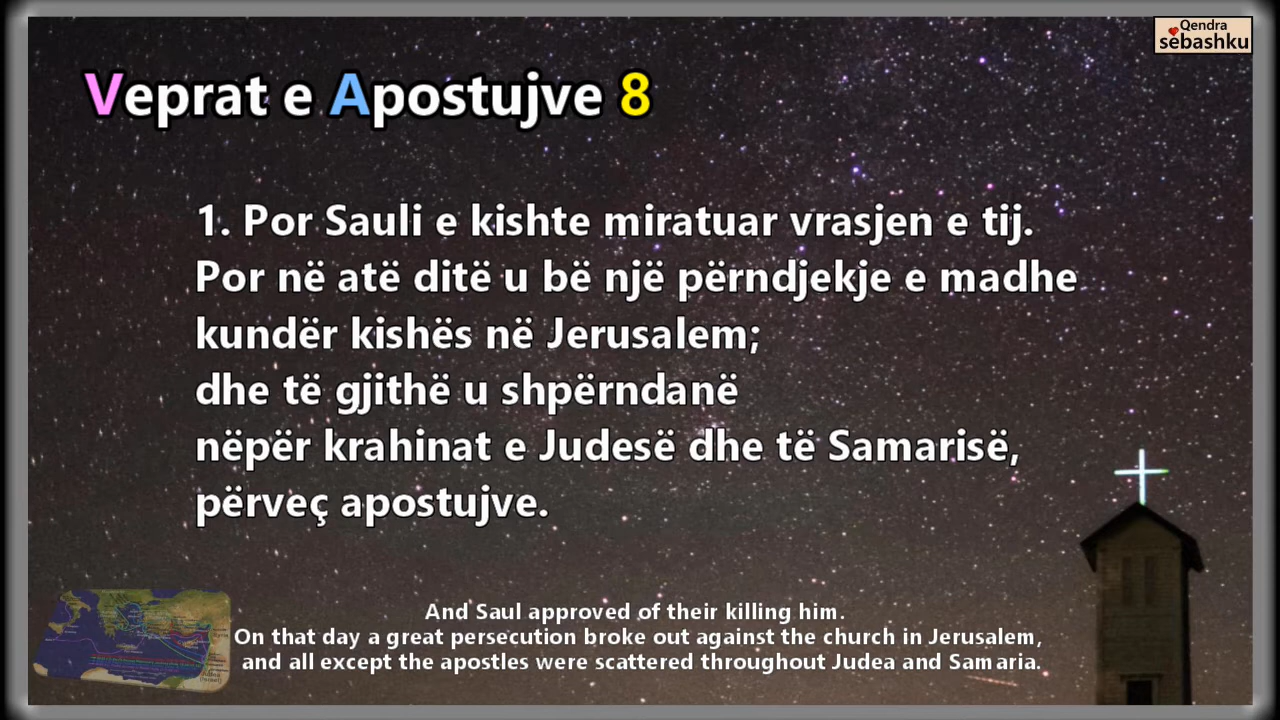 Qendra
sëbashku
Veprat e Apostujve 8
1. Por Sauli e kishte miratuar vrasjen e tij.
Por në atë ditë u bë një përndjekje e madhe
kundër kishës në Jerusalem;
dhe të gjithë u shpërndanë
nëpër krahinat e Judesë dhe të Samarisë,
përveç apostujve.
And Saul approved of their killing him.
On that day a great persecution broke out against the church in Jerusalem,
and all except the apostles were scattered throughout Judea and Samaria.